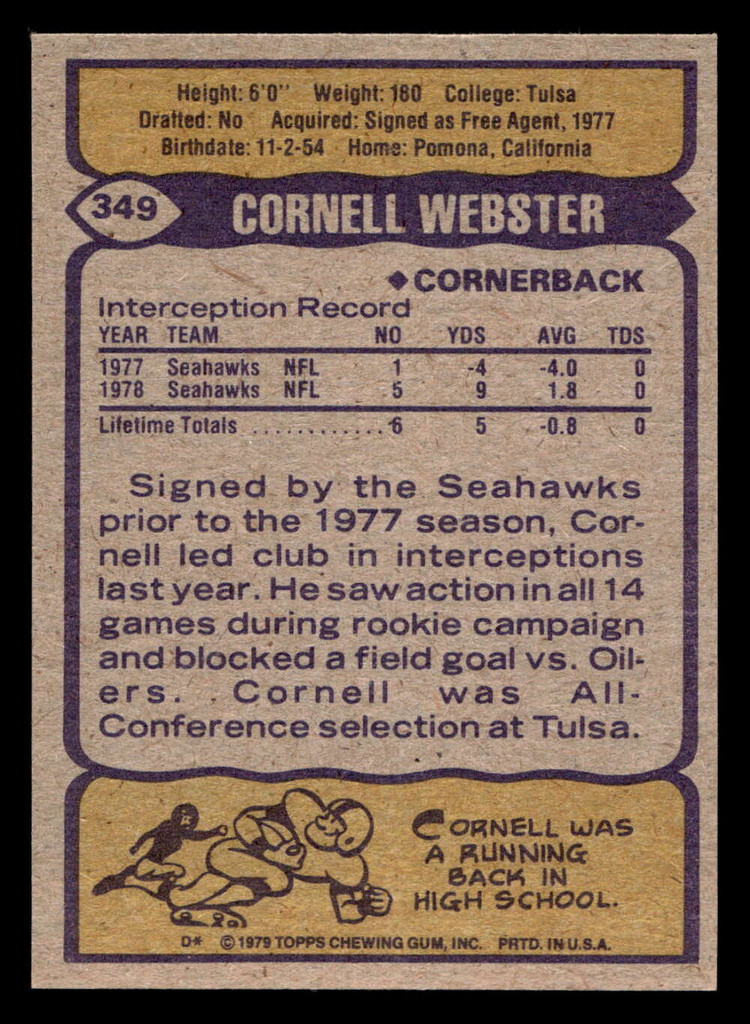 Height: 6'0" Weight: 180 College: Tulsa
Drafted: No Acquired: Signed as Free Agent, 1977
Birthdate: 11-2-54 Home: Pomona, California
349 CORNELL WEBSTER
◆CORNERBACK
Interception Record
YEAR TEAM NO YDS AVG TDS
1977 Seahawks NFL 1 -4 -4.0 0
1978 Seahawks NFL 5 9 1.8 0
Lifetime Totals ............6 5 -0.8 0
Signed by the Seahawks
prior to the 1977 season, Cor-
nell led club in interceptions
last year. He saw action in all 14
games during rookie campaign
and blocked a field goal vs. Oil-
ers. Cornell was All-
Conference selection at Tulsa.
CORNELL WAS
A RUNNING
BACK IN
HIGH SCHOOL.
D* ©1979 TOPPS CHEWING GUM, INC. PRTD. IN U.S.A.